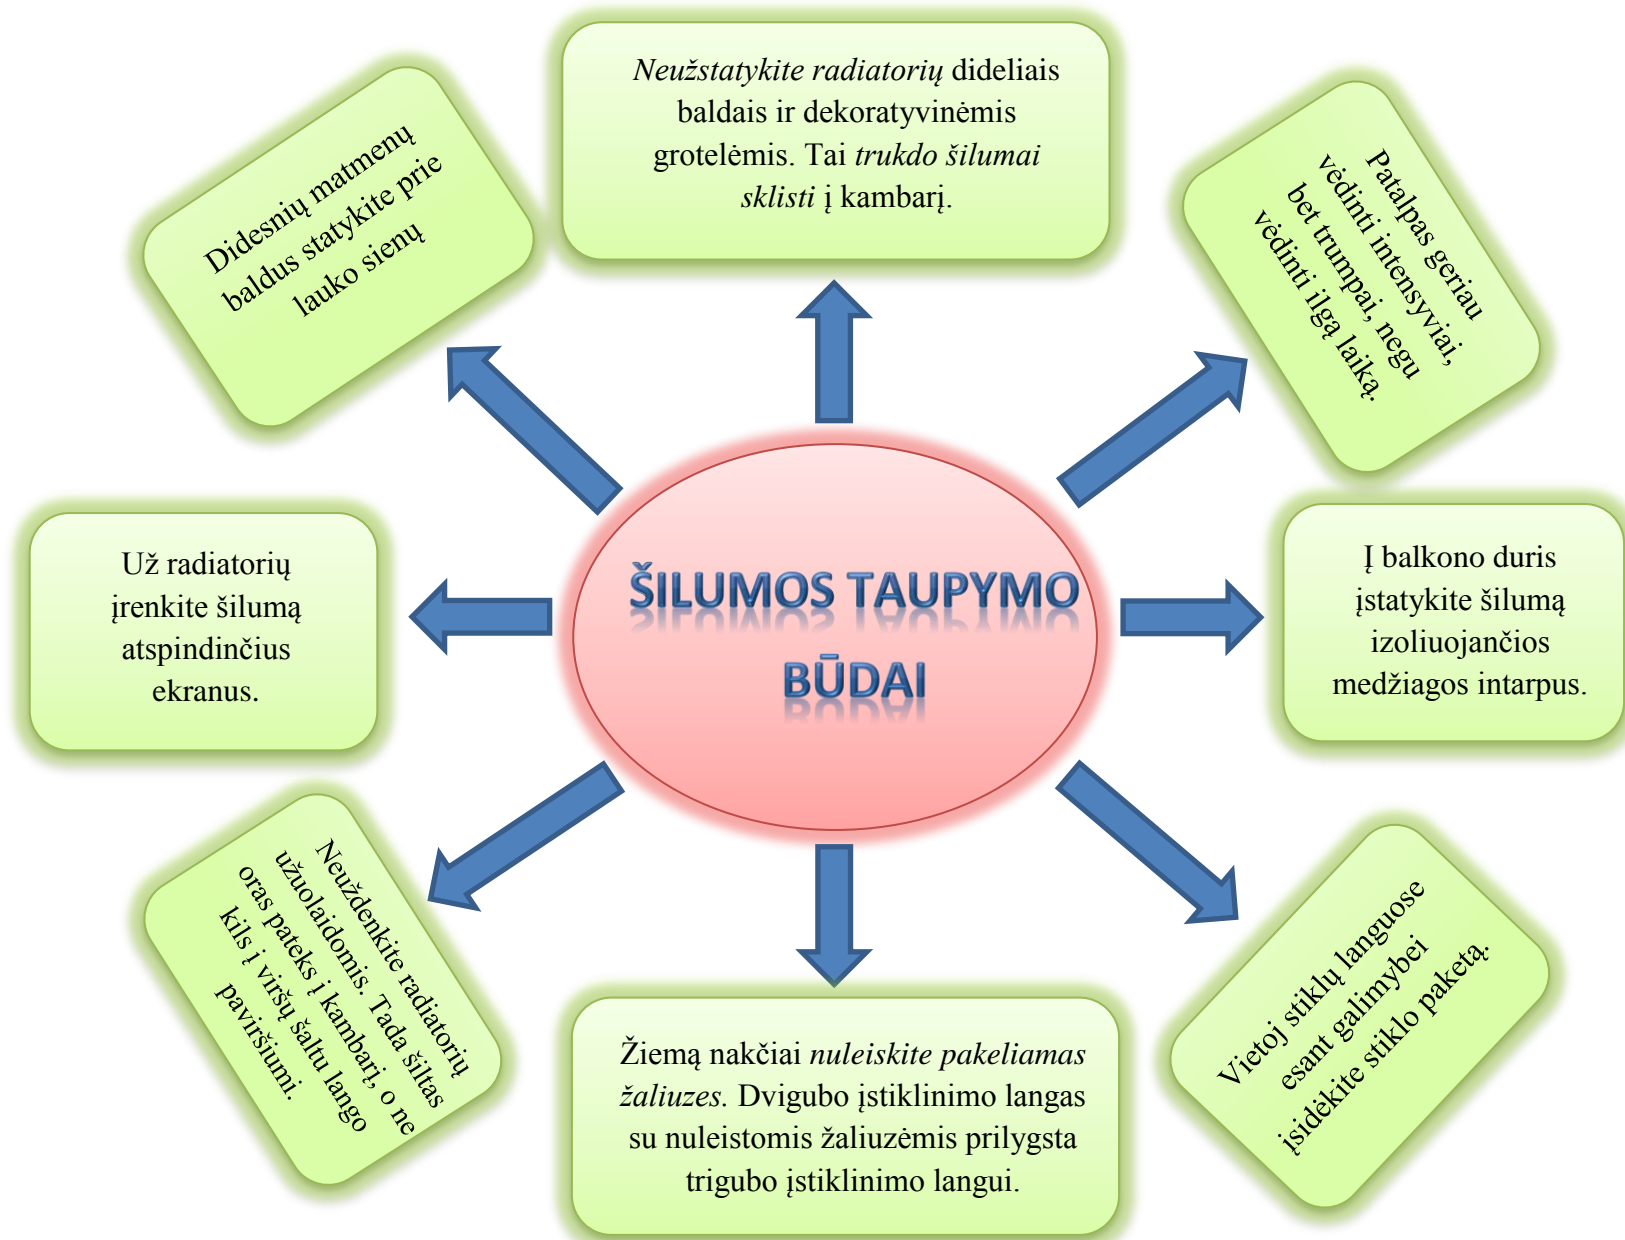 Neužstatykite radiatorių dideliais
baldais ir dekoratyvinėmis
grotelėmis. Tai trukdo šilumai
sklisti į kambarį.
Didesnių matmenų
baldus statykite prie
lauko sienų
Patalpas geriau
vėdinti intensyviai,
bet trumpai, negu
vėdinti ilgą laiką.
Už radiatorių
įrenkite šilumą
atspindinčius
ekranus.
ŠILUMOS TAUPYMO
BŪDAI
Į balkono duris
įstatykite šilumą
izoliuojančios
medžiagos intarpus.
Neuždenkite radiatorių
užuolaidomis. Tada šiltas
oras pateks į kambarį, o ne
kils į viršų šaltu lango
paviršiumi.
Žiemą nakčiai nuleiskite pakeliamas
žaliuzes. Dvigubo įstiklinimo langas
su nuleistomis žaliuzėmis prilygsta
trigubo įstiklinimo langui.
Vietoj stiklų languose
esant galimybei
įsidėkite stiklo paketą.